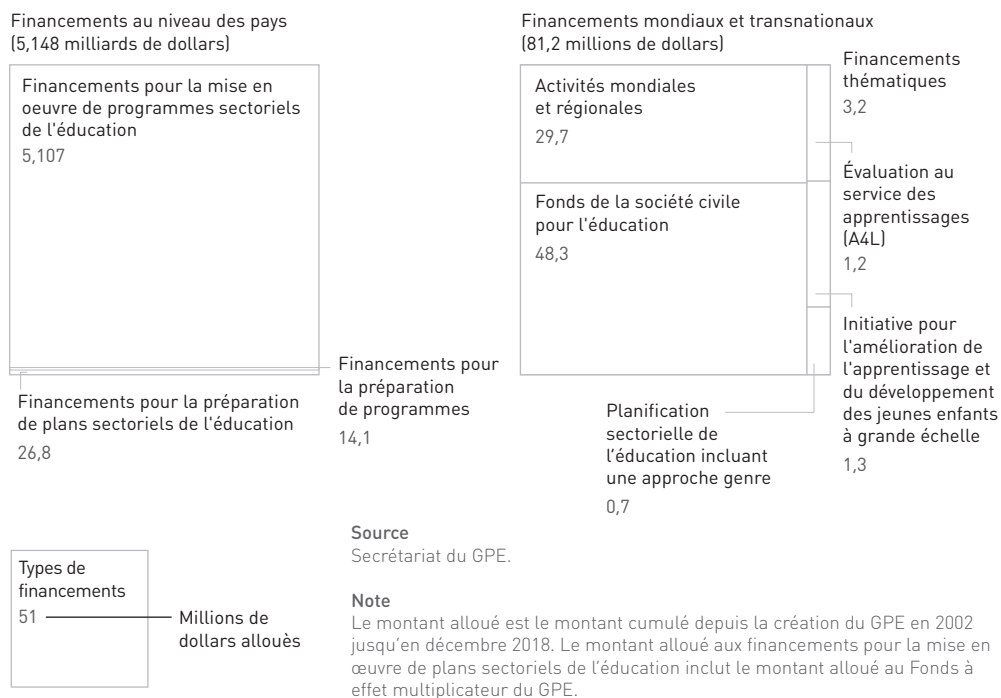 Financements au niveau des pays
(5,148 milliards de dollars)
Financements pour la mise en
oeuvre de programmes sectoriels
de l'éducation
5,107
Financements pour la préparation
de plans sectoriels de l'éducation
26,8
Financements pour
la préparation
de programmes
14,1
Financements mondiaux et transnationaux
(81,2 millions de dollars)
Activités mondiales
et régionales
29,7
Fonds de la société civile
pour l'éducation
48,3
Financements
thématiques
3,2
Évaluation au
service des
apprentissages
(A4L)
1,2
Initiative pour
l'amélioration de
l'apprentissage et
du développement
des jeunes enfants
à grande échelle
1,3
Planification
sectorielle de
l’éducation incluant
une approche genre
0,7
Types de
financements
51
Millions de
dollars allouès
Source
Secrétariat du GPE.
Note
Le montant alloué est le montant cumulé depuis la création du GPE en 2002
jusqu’en décembre 2018. Le montant alloué aux financements pour la mise en
œuvre de plans sectoriels de l’éducation inclut le montant alloué au Fonds à
effet multiplicateur du GPE.